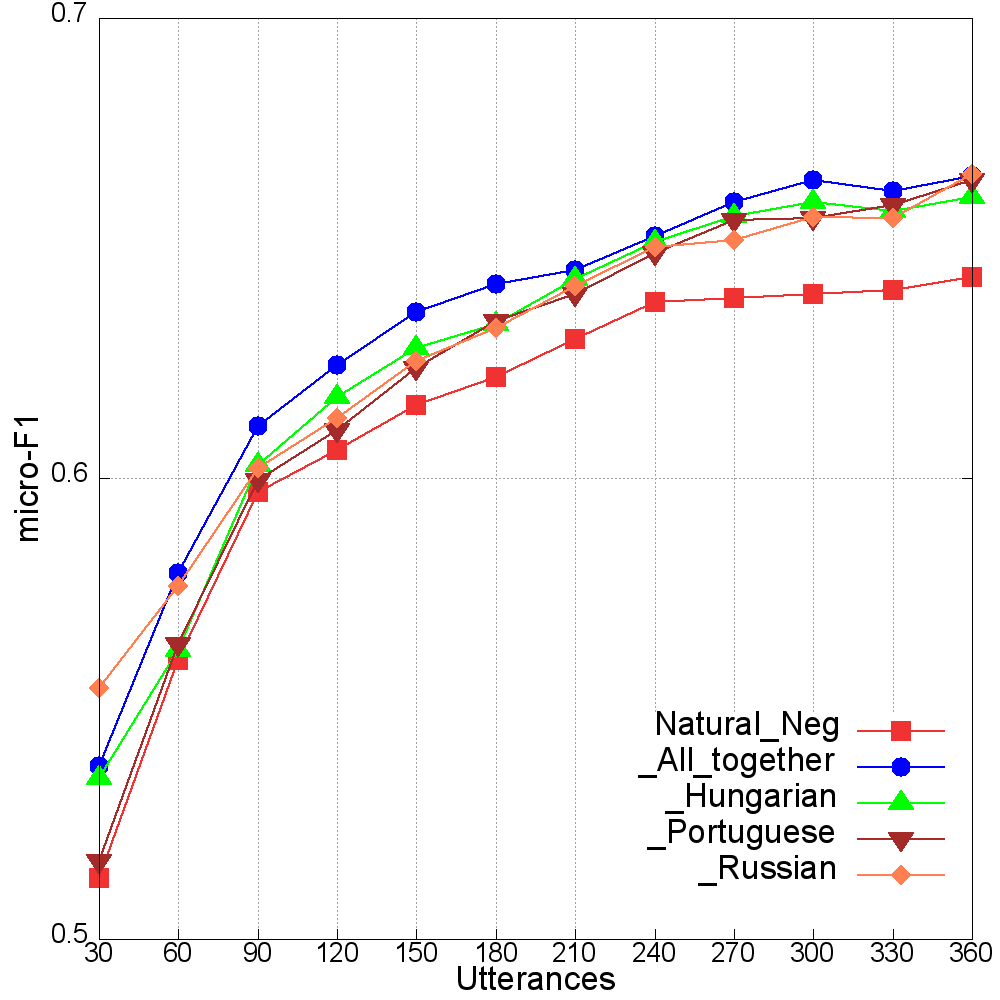 0.7
0.6
0.5
micro-F1
Natural_Neg
_All_together
_Hungarian
_Portuguese
_Russian
30 60 90 120 150 180 210 240 270 300 330 360
Utterances